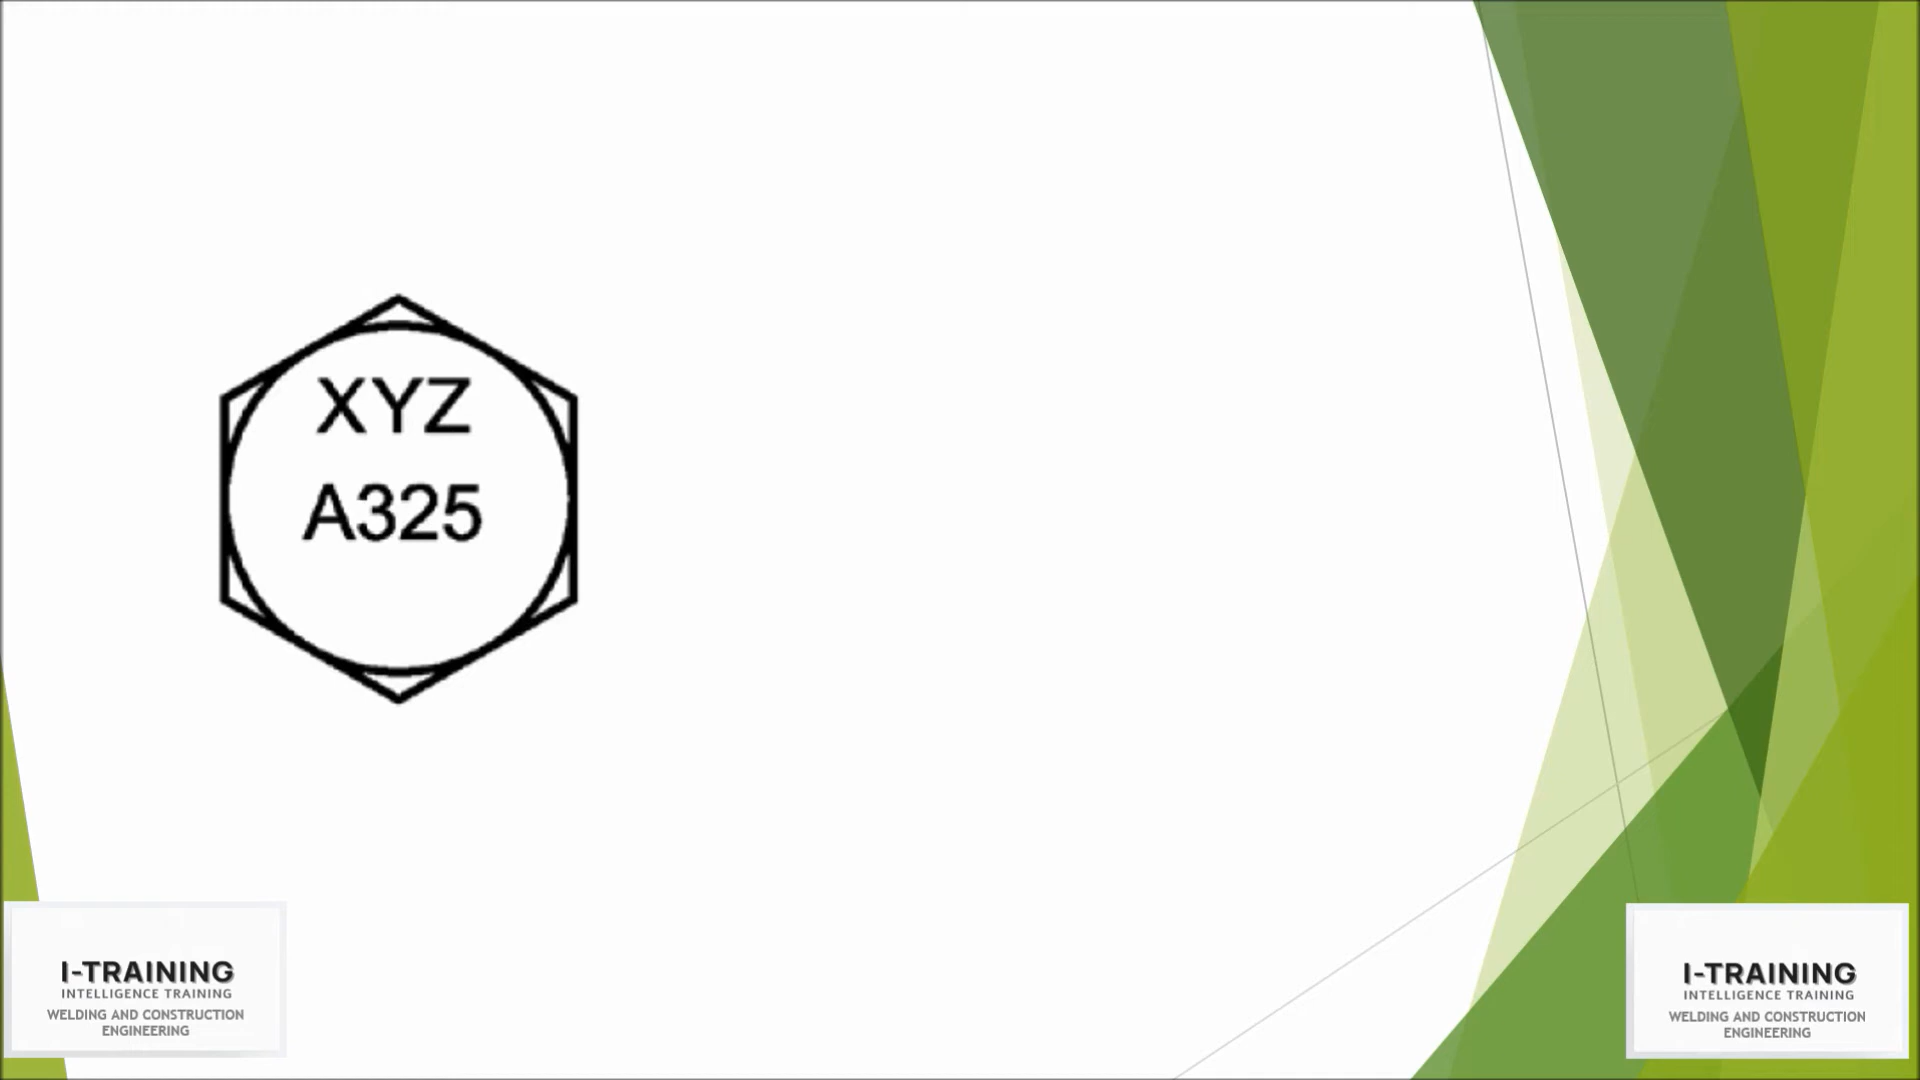 XYZ
A325
I-TRAINING
INTELLIGENCE TRAINING
WELDING AND CONSTRUCTION
ENGINEERING
I-TRAINING
INTELLIGENCE TRAINING
WELDING AND CONSTRUCTION
ENGINEERING